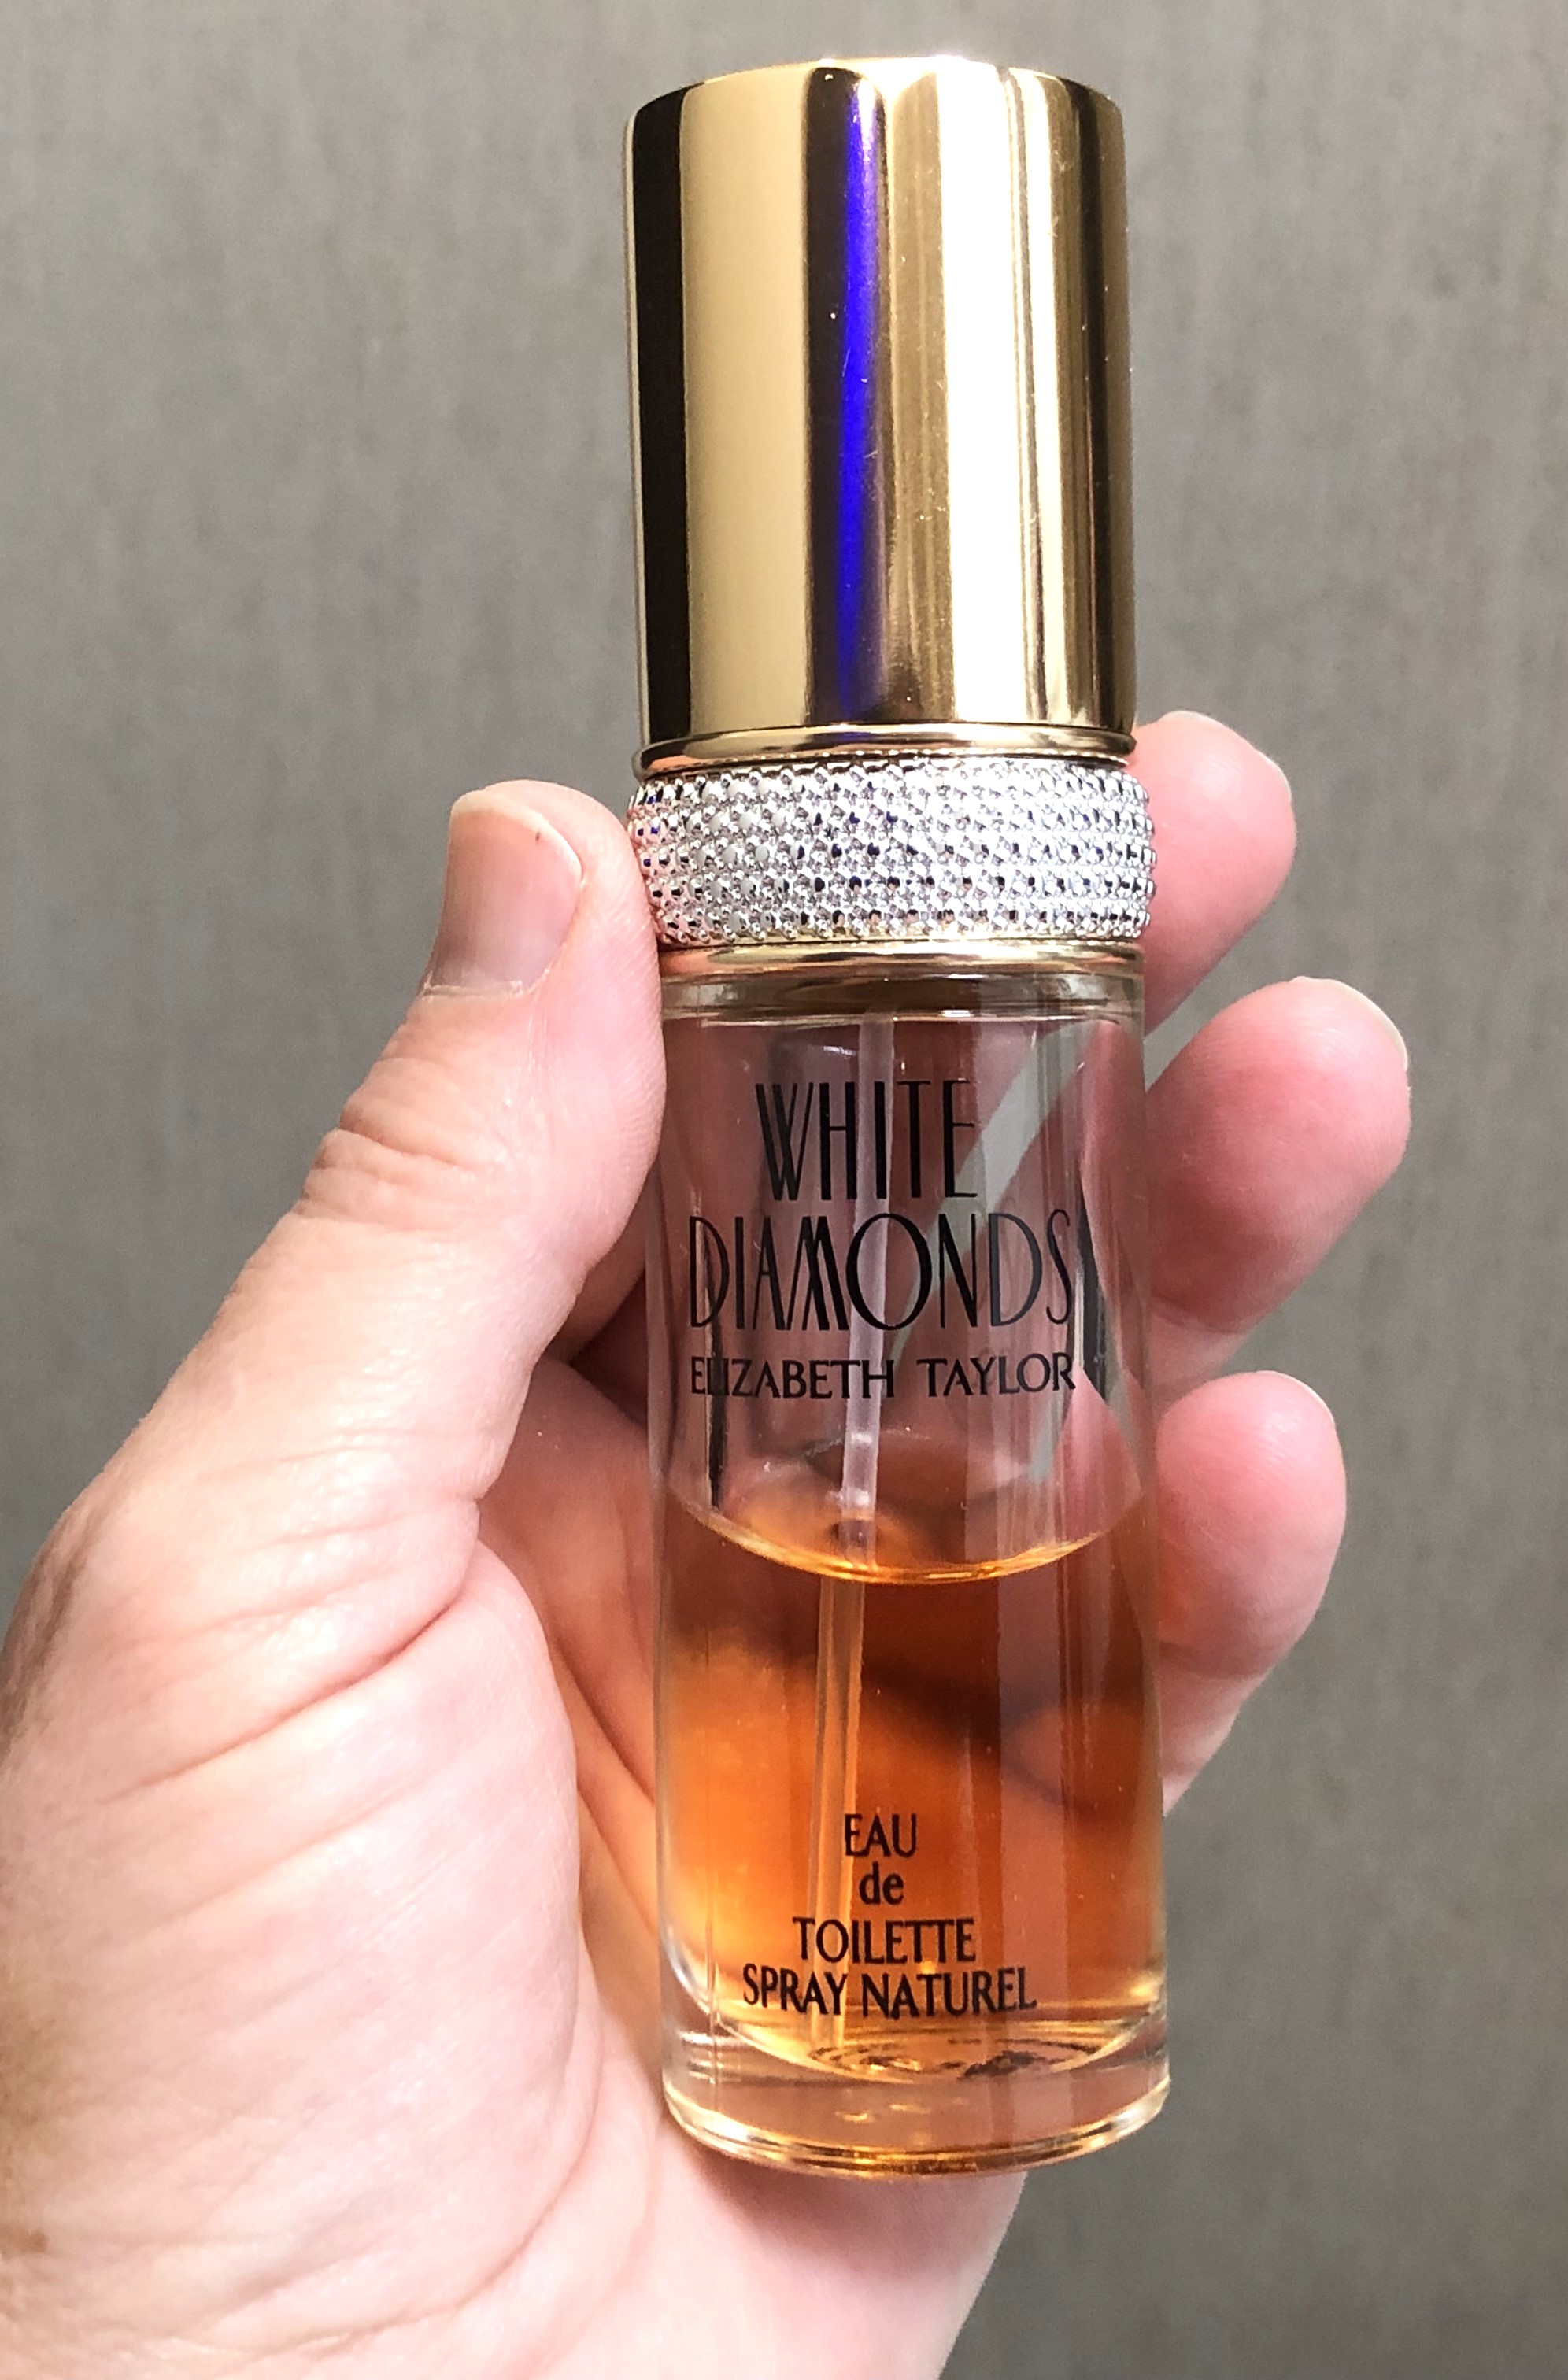 WHITE
DIAMONDS
ELIZABETH TAYLOR
EAU
de
TOILETTE
SPRAY NATUREL